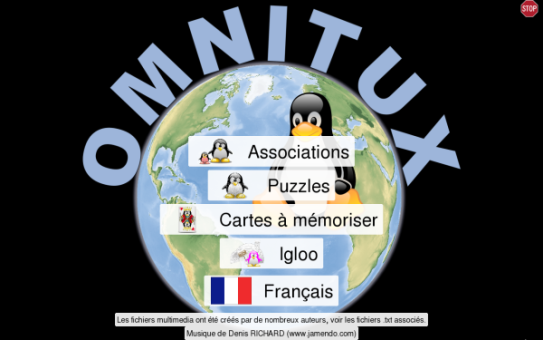 STOP
OMNITUX
Associations
Puzzles
Cartes à mémoriser
Igloo
Français
Les fichiers multimedia ont été créés par de nombreux auteurs, voir les fichiers .txt associés.
Musique de Denis RICHARD (www.jamendo.com)